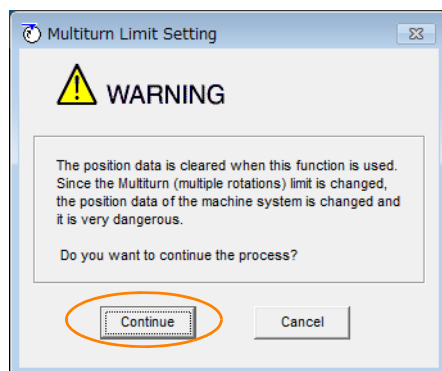 Multiturn Limit Setting
WARNING
The position data is cleared when this function is used.
Since the Multiturn (multiple rotations) limit is changed,
the position data of the machine system is changed and
it is very dangerous.
Do you want to continue the process?
Continue
Cancel